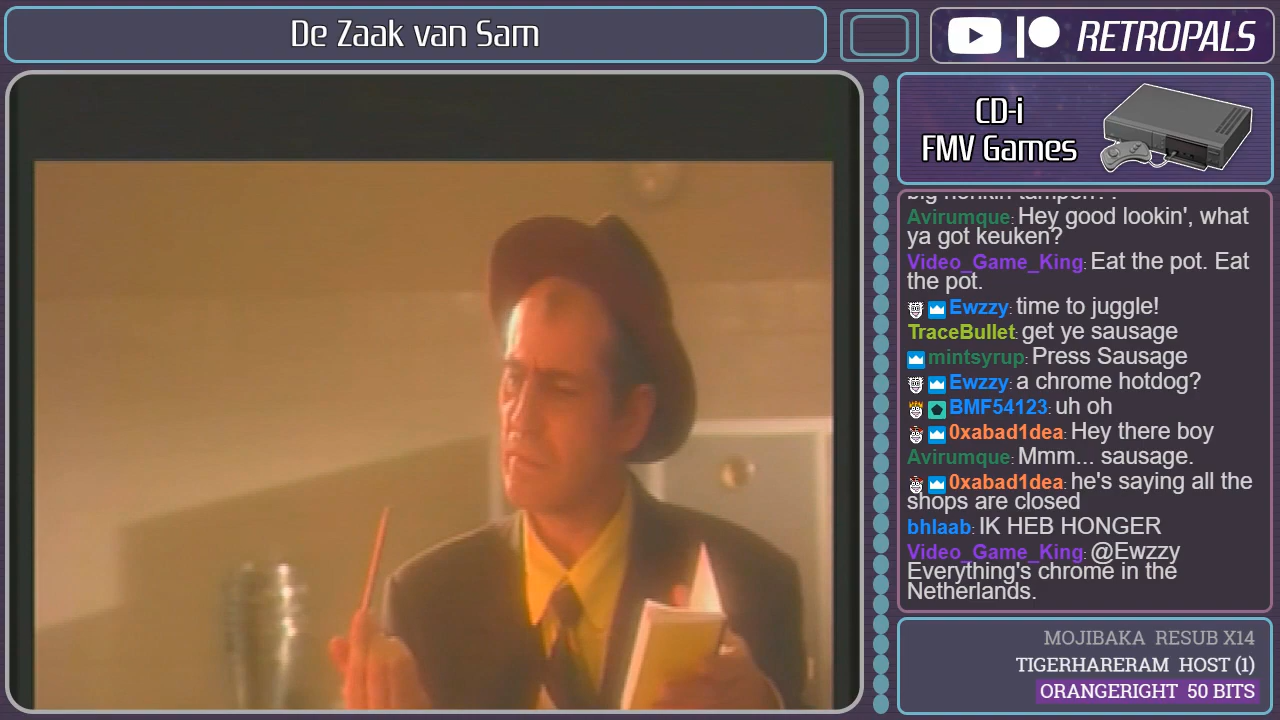 De Zaak van Sam
RETROPALS
CD-i
FMV Games
Avirumque: Hey good lookin', what
ya got keuken?
Video_Game_King: Eat the pot. Eat
the pot.
Ewzzy: time to juggle!
TraceBullet: get ye sausage
mintsyrup: Press Sausage
Ewzzy: a chrome hotdog?
BMF54123: uh oh
0xabad1dea: Hey there boy
Avirumque: Mmm... sausage.
0xabad1dea: he's saying all the
shops are closed
bhlaab: IK HEB HONGER
Video_Game_King: @Ewzzy
Everything's chrome in the
Netherlands.
MOJIBAKA RESUB X14
TIGERHARERAM HOST (1)
ORANGERIGHT 50 BITS